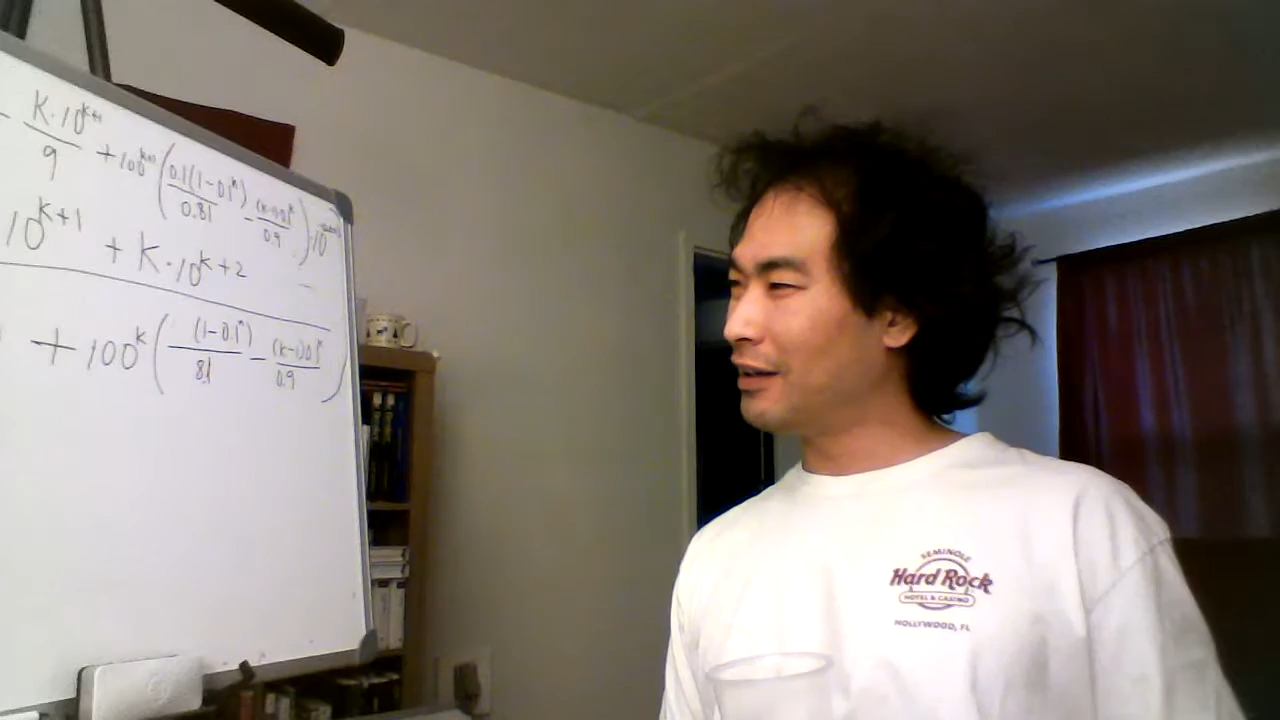 - K·10^k+1/9 + 100^k+1 (0.1(1-0.1^k)/0.81 - (k-1)0.1^k/0.9)·10
10^k+1 + K·10^k+2 -
+ 100^k ((1-0.1^k)/8.1 - (k-1)0.1^k/0.9)
SEMINOLE
Hard Rock
HOTEL & CASINO
HOLLYWOOD, FL